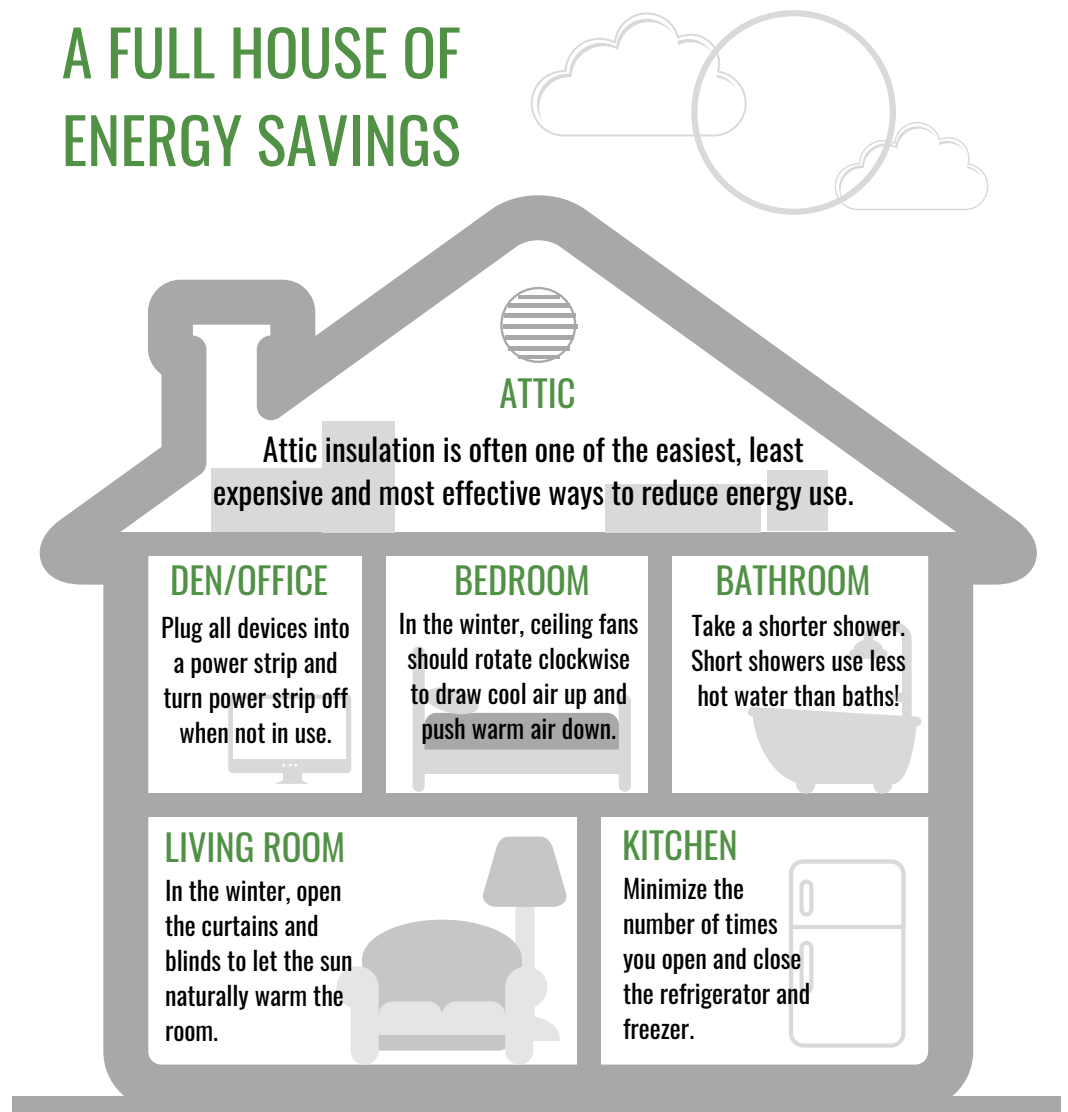 A FULL HOUSE OF
ENERGY SAVINGS
ATTIC
Attic insulation is often one of the easiest, least
expensive and most effective ways to reduce energy use.
DEN/OFFICE
Plug all devices into
a power strip and
turn power strip off
when not in use.
BEDROOM
In the winter, ceiling fans
should rotate clockwise
to draw cool air up and
push warm air down.
BATHROOM
Take a shorter shower.
Short showers use less
hot water than baths!
LIVING ROOM
In the winter, open
the curtains and
blinds to let the sun
naturally warm the
room.
KITCHEN
Minimize the
number of times
you open and close
the refrigerator and
freezer.